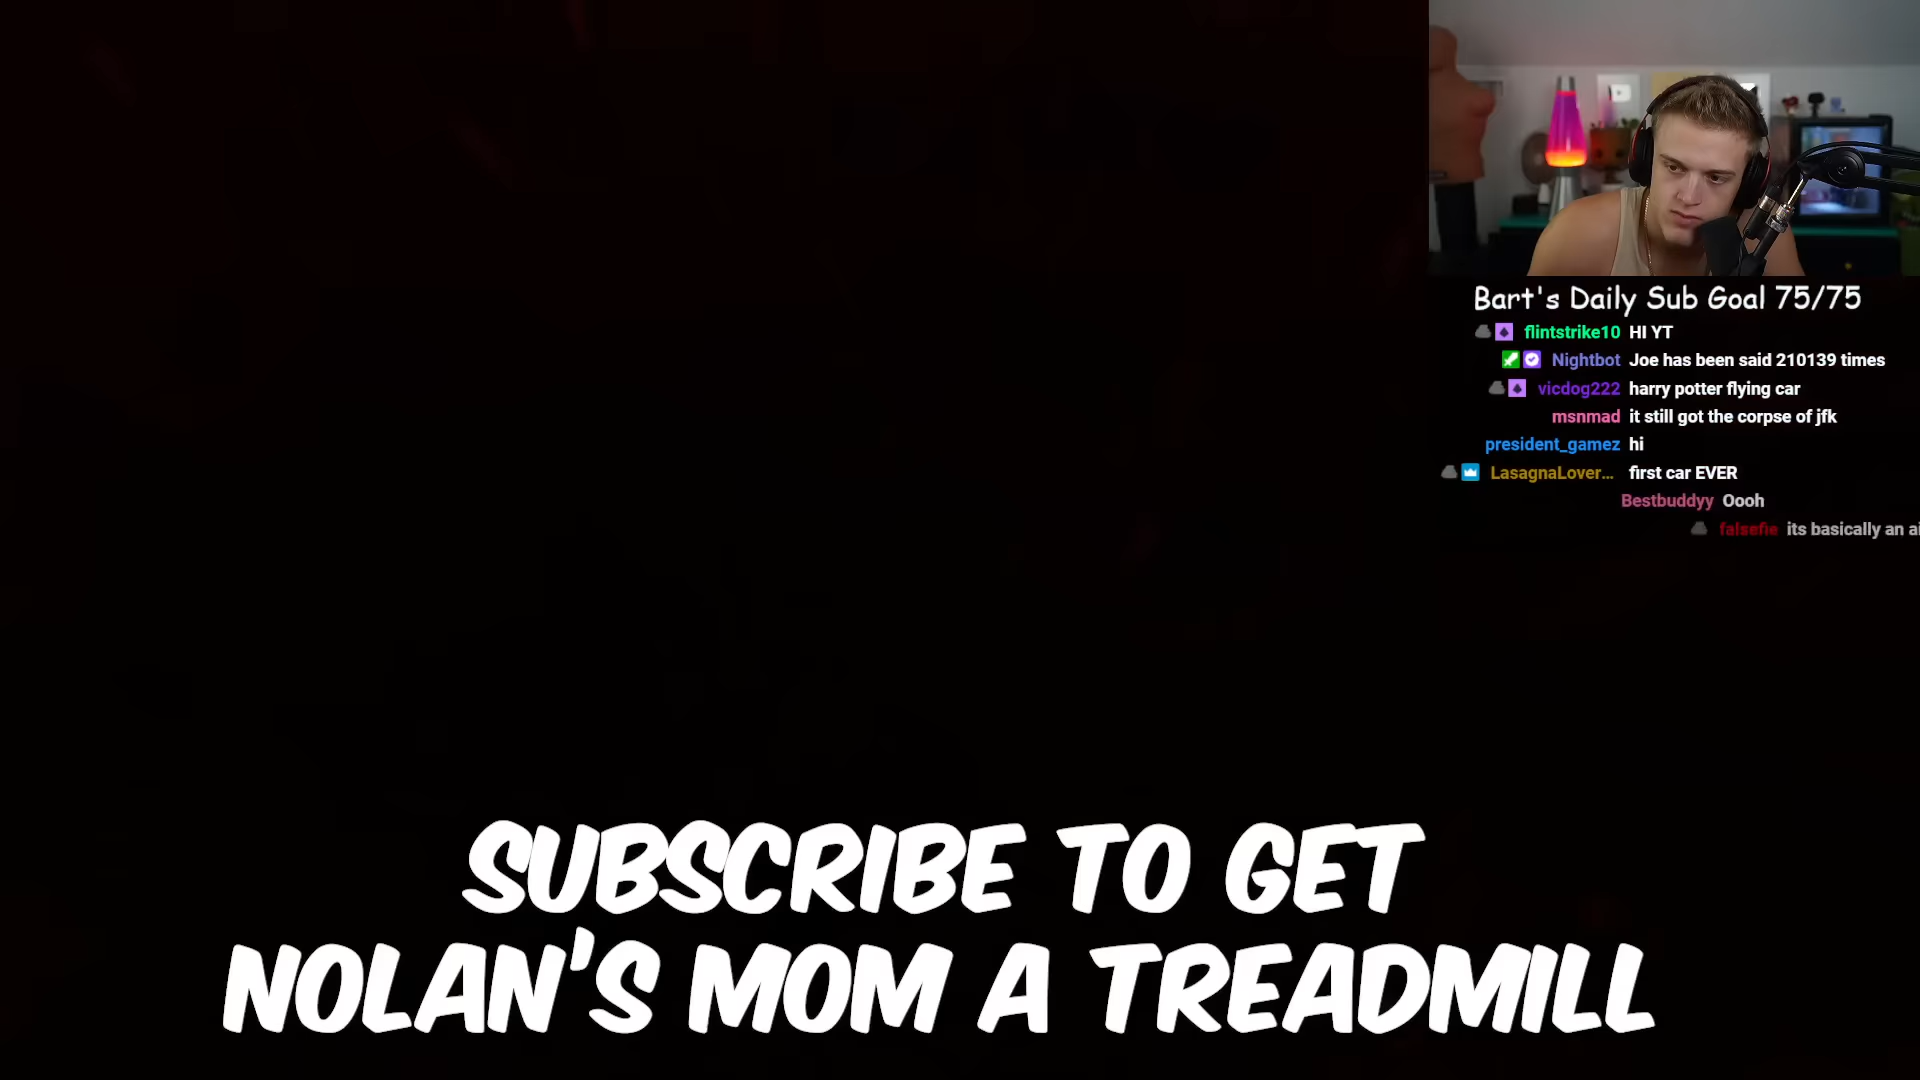 Bart's Daily Sub Goal 75/75
flintstrike10 HI YT
Nightbot Joe has been said 210139 times
vicdog222 harry potter flying car
msnmad it still got the corpse of jfk
president_gamez hi
LasagnaLover... first car EVER
Bestbuddyy Oooh
falsefie its basically an ai
SUBSCRIBE TO GET
NOLAN'S MOM A TREADMILL